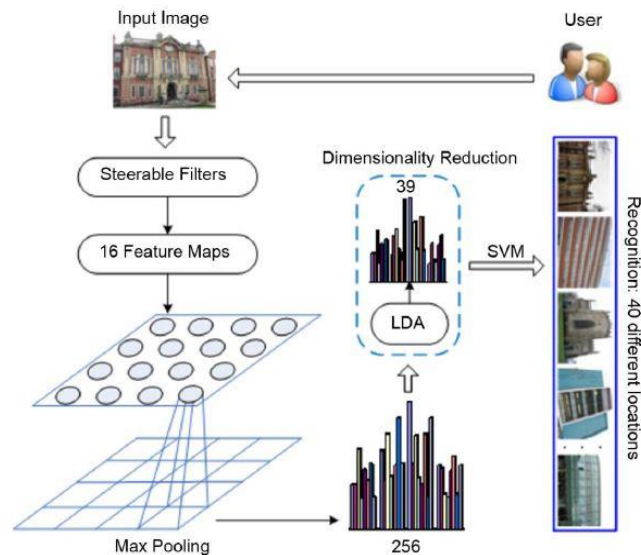 Input Image
User
Steerable Filters
Dimensionality Reduction
39
16 Feature Maps
SVM
LDA
Recognition: 40 different locations
Max Pooling
256